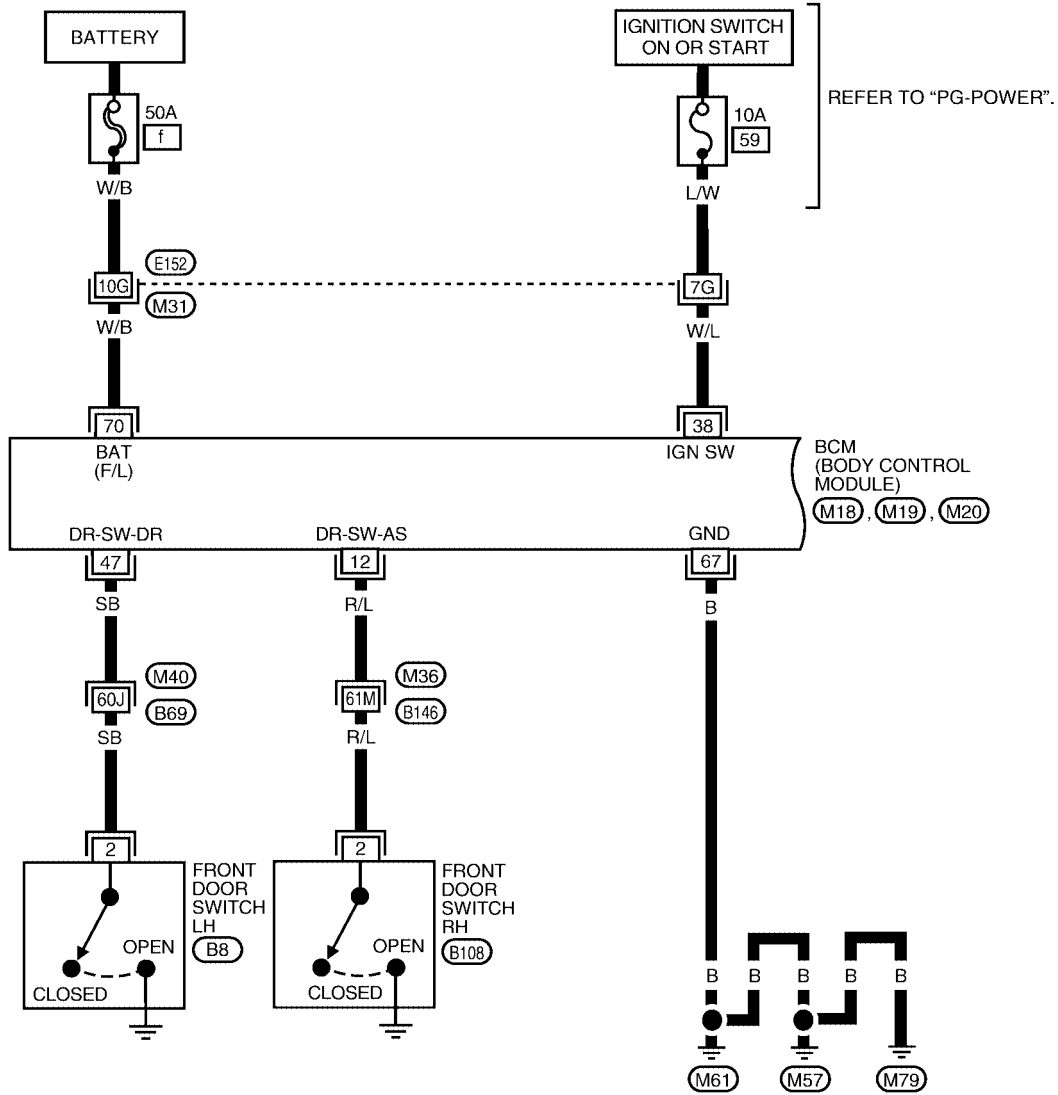 BATTERY
IGNITION SWITCH
ON OR START
REFER TO “PG-POWER”.
50A
f
10A
59
W/B
L/W
E152
10G
7G
M31
W/B
W/L
70
38
BAT
(F/L)
IGN SW
BCM
(BODY CONTROL
MODULE)
M18 , M19 , M20
DR-SW-DR
DR-SW-AS
GND
47
12
67
SB
R/L
B
M40
M36
60J
61M
B69
B146
SB
R/L
2
2
FRONT
DOOR
SWITCH
LH
B8
FRONT
DOOR
SWITCH
RH
B108
OPEN
CLOSED
OPEN
CLOSED
B B B B B
M61 M57 M79